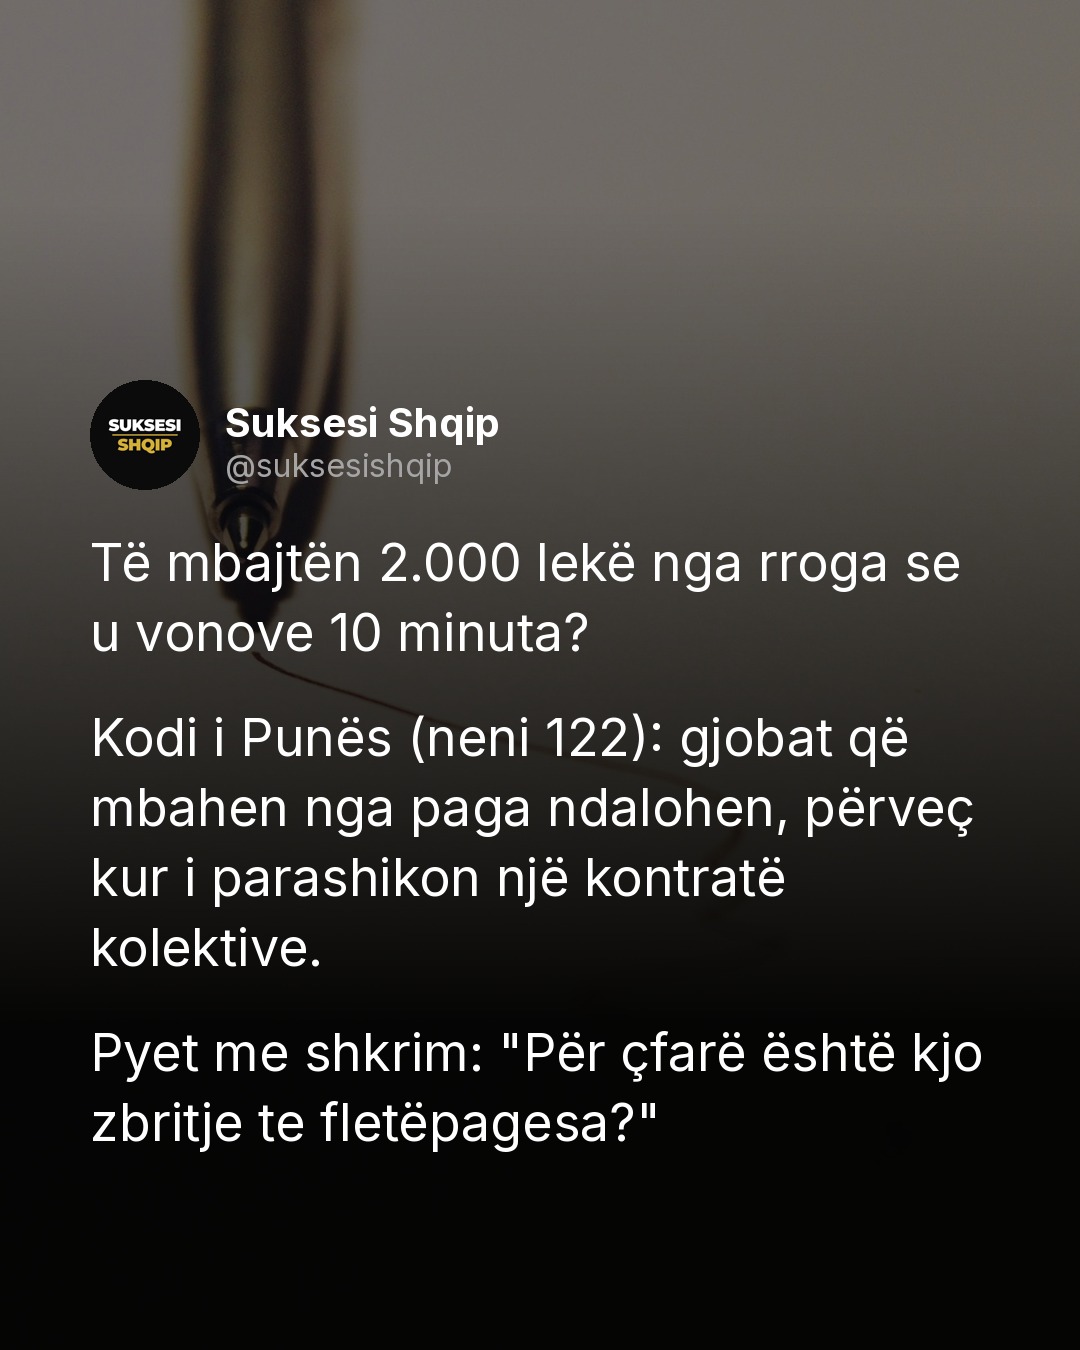 SUKSESI
SHQIP
Suksesi Shqip
@suksesishqip
Të mbajtën 2.000 lekë nga rroga se
u vonove 10 minuta?
Kodi i Punës (neni 122): gjobat që
mbahen nga paga ndalohen, përveç
kur i parashikon një kontratë
kolektive.
Pyet me shkrim: "Për çfarë është kjo
zbritje te fletëpagesa?"